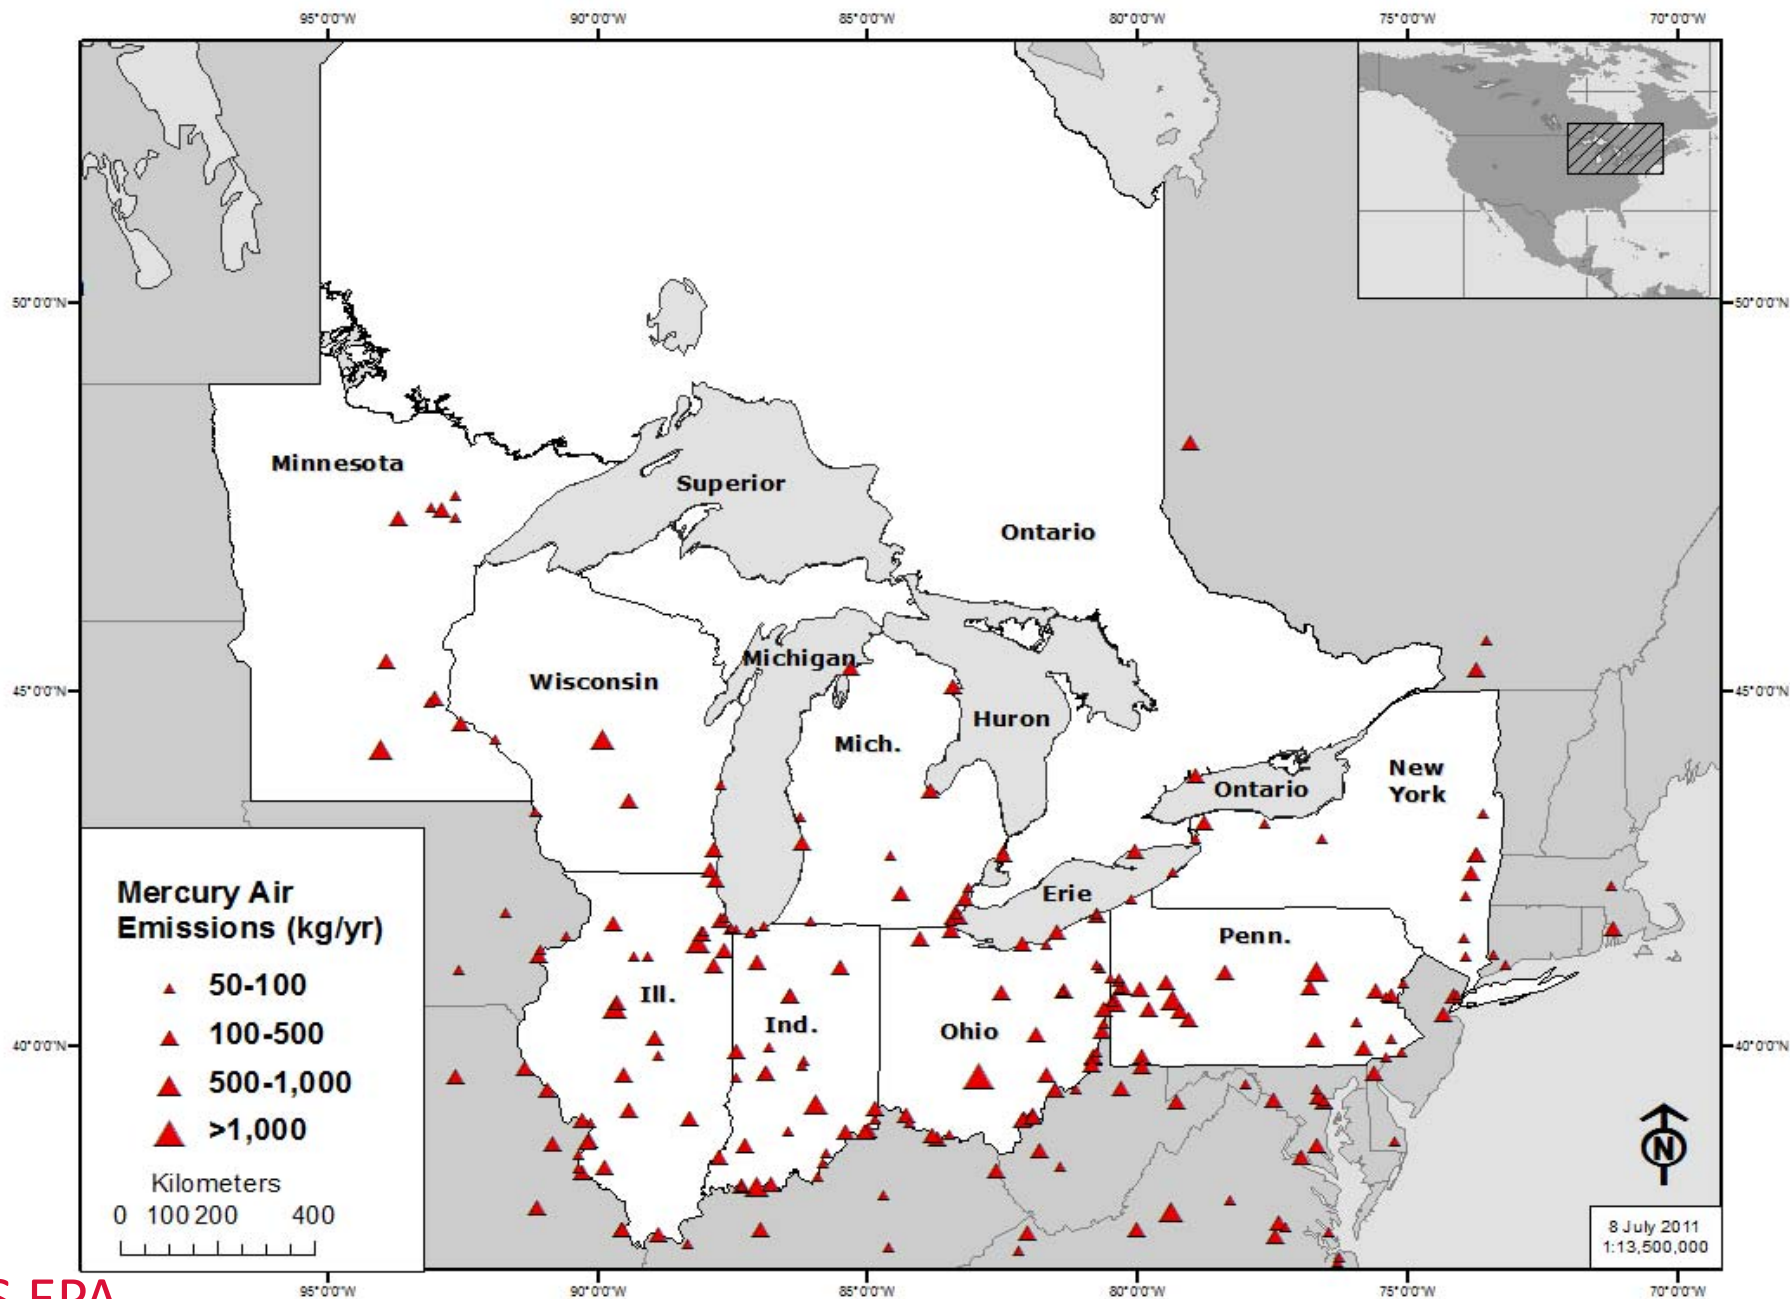 95°0'0"W
90°0'0"W
85°0'0"W
80°0'0"W
75°0'0"W
70°0'0"W
50°0'0"N
50°0'0"N
Minnesota
Superior
Ontario
Michigan
Wisconsin
45°0'0"N
45°0'0"N
Huron
Mich.
New
York
Ontario
Erie
Mercury Air
Emissions (kg/yr)
50-100
100-500
500-1,000
>1,000
Kilometers
0 100 200 400
Penn.
Ill.
Ind.
Ohio
40°0'0"N
40°0'0"N
N
8 July 2011
1:13,500,000
95°0'0"W
90°0'0"W
85°0'0"W
80°0'0"W
75°0'0"W
70°0'0"W
S EPA